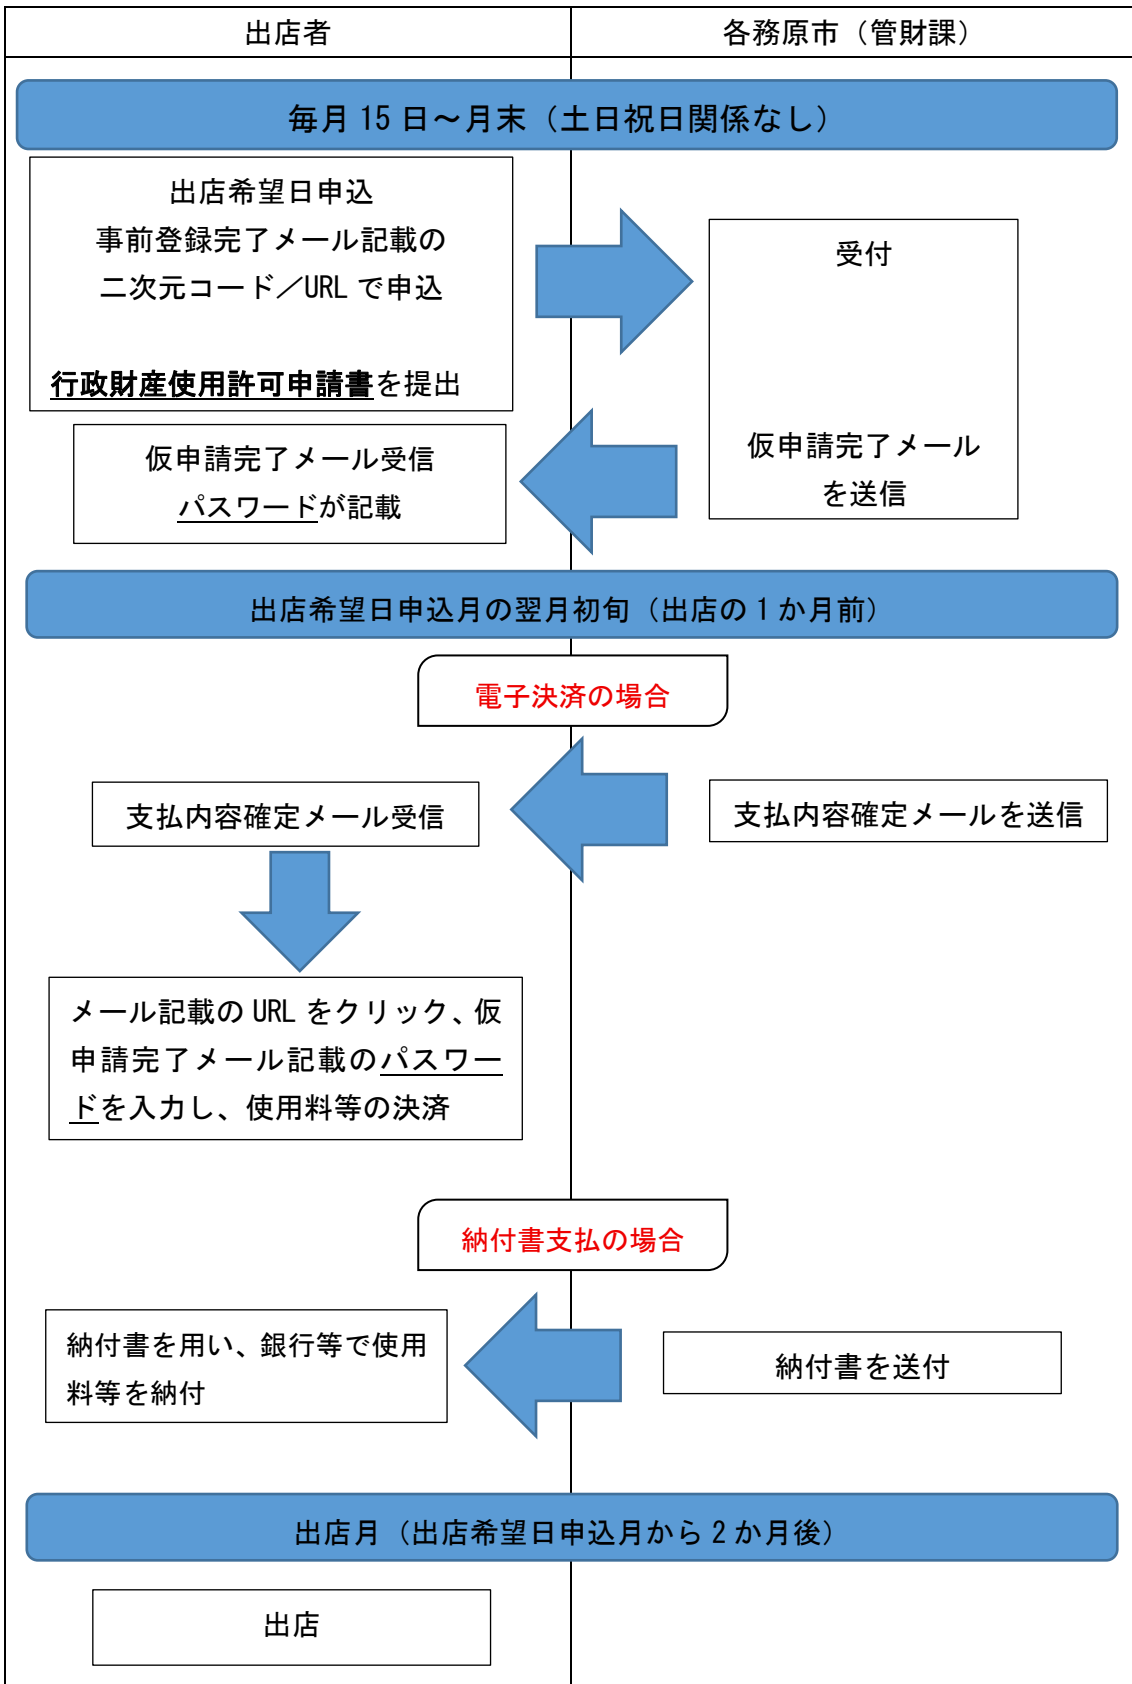 出店者
各務原市（管財課）
毎月15日～月末（土日祝日関係なし）
出店希望日申込
事前登録完了メール記載の
二次元コード／URLで申込
行政財産使用許可申請書を提出
受付
仮申請完了メール
を送信
仮申請完了メール受信
パスワードが記載
出店希望日申込月の翌月初旬（出店の1か月前）
電子決済の場合
支払内容確定メール受信
支払内容確定メールを送信
メール記載のURLをクリック、仮
申請完了メール記載のパスワー
ドを入力し、使用料等の決済
納付書支払の場合
納付書を用い、銀行等で使用
料等を納付
納付書を送付
出店月（出店希望日申込月から2か月後）
出店